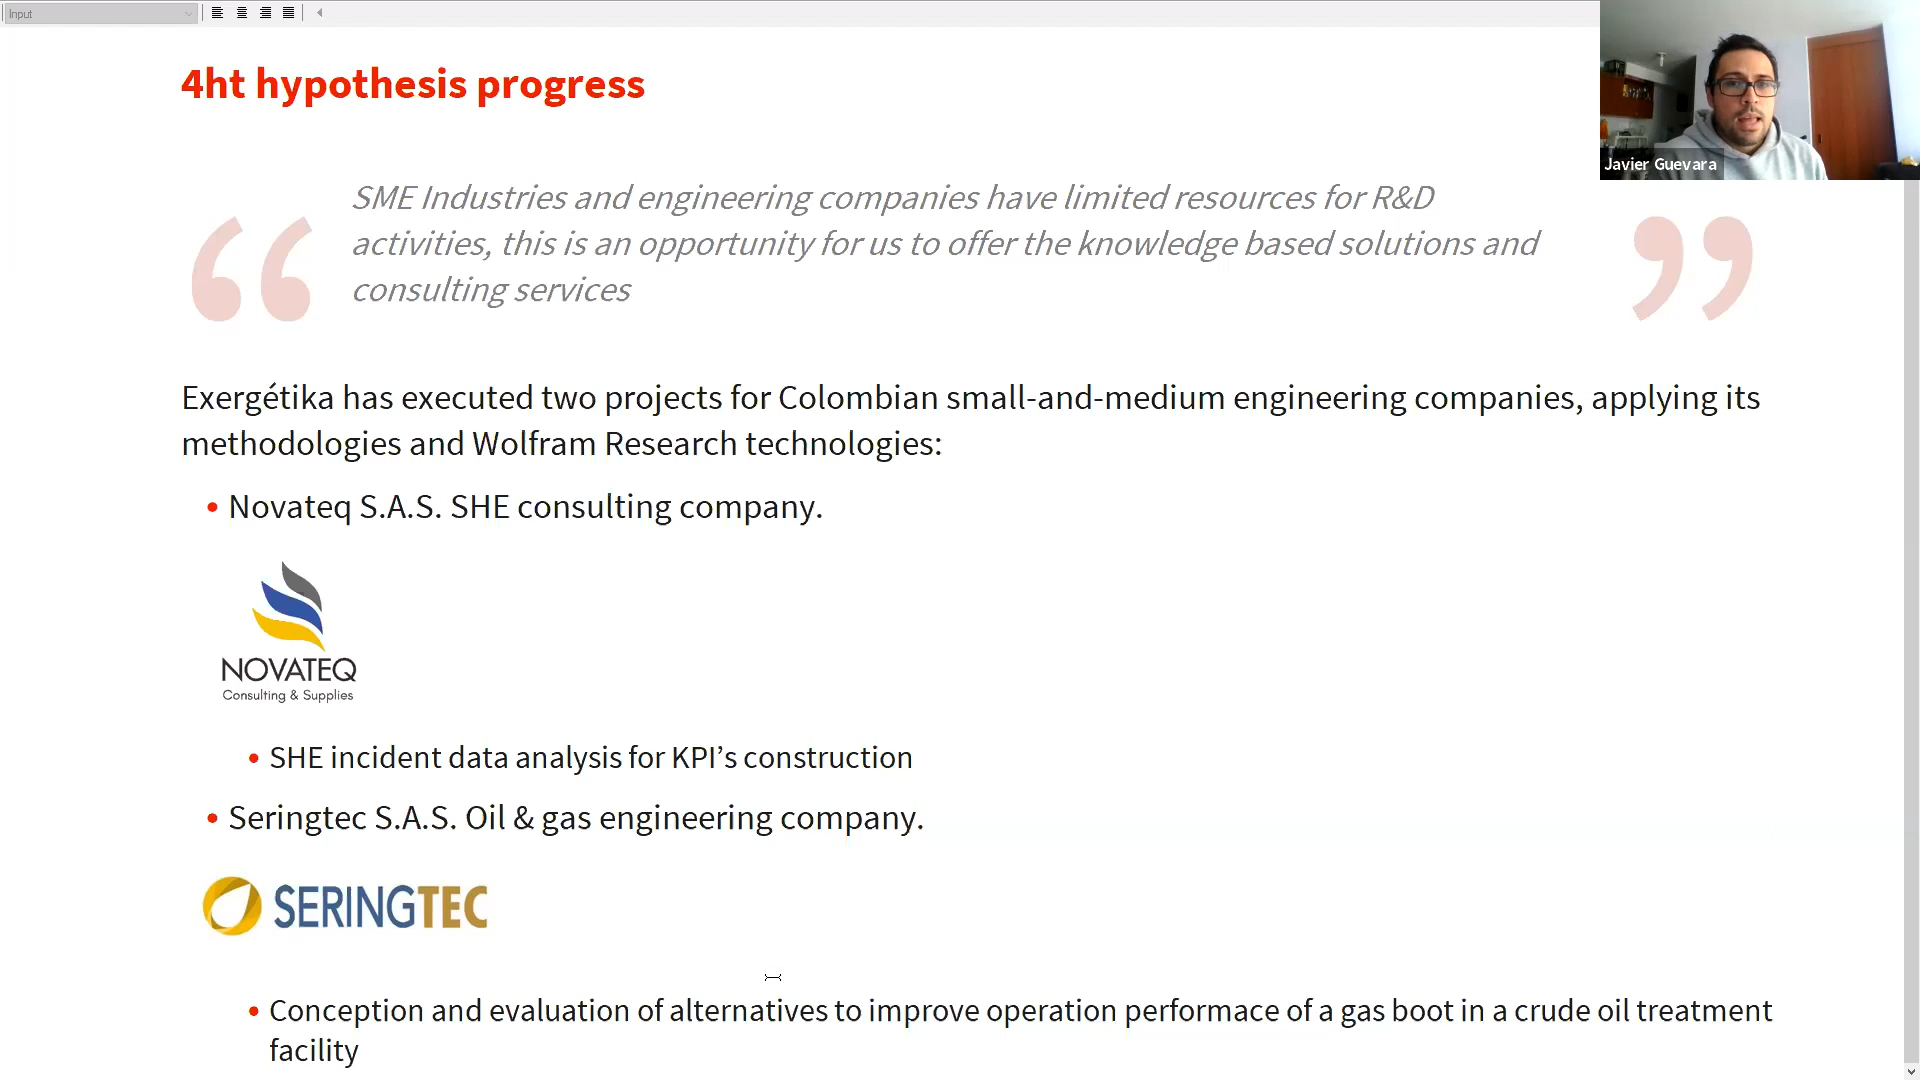 Input
4ht hypothesis progress
Javier Guevara
“ SME Industries and engineering companies have limited resources for R&D
activities, this is an opportunity for us to offer the knowledge based solutions and
consulting services ”
Exergétika has executed two projects for Colombian small-and-medium engineering companies, applying its
methodologies and Wolfram Research technologies:
• Novateq S.A.S. SHE consulting company.
NOVATEQ
Consulting & Supplies
• SHE incident data analysis for KPI’s construction
• Seringtec S.A.S. Oil & gas engineering company.
SERINGTEC
• Conception and evaluation of alternatives to improve operation performace of a gas boot in a crude oil treatment
facility